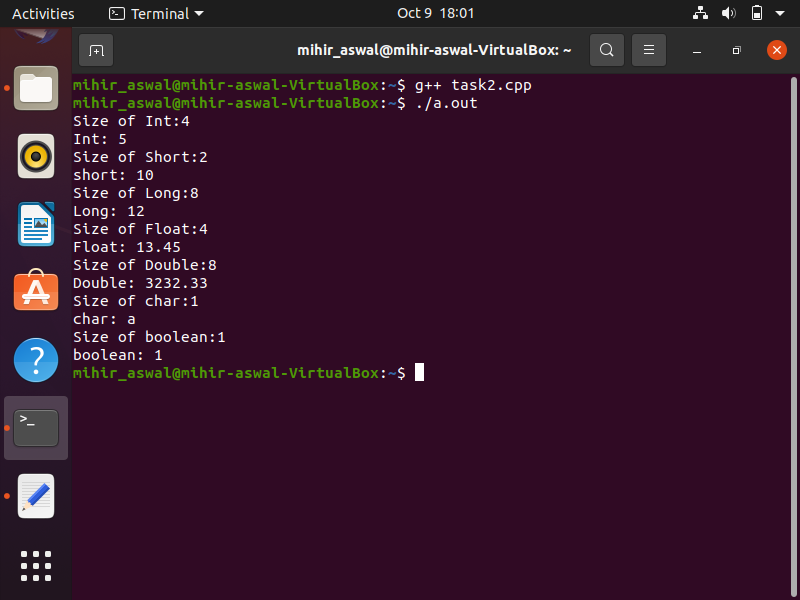 Activities Terminal Oct 9 18:01
mihir_aswal@mihir-aswal-VirtualBox: ~
mihir_aswal@mihir-aswal-VirtualBox:~$ g++ task2.cpp
mihir_aswal@mihir-aswal-VirtualBox:~$ ./a.out
Size of Int:4
Int: 5
Size of Short:2
short: 10
Size of Long:8
Long: 12
Size of Float:4
Float: 13.45
Size of Double:8
Double: 3232.33
Size of char:1
char: a
Size of boolean:1
boolean: 1
mihir_aswal@mihir-aswal-VirtualBox:~$